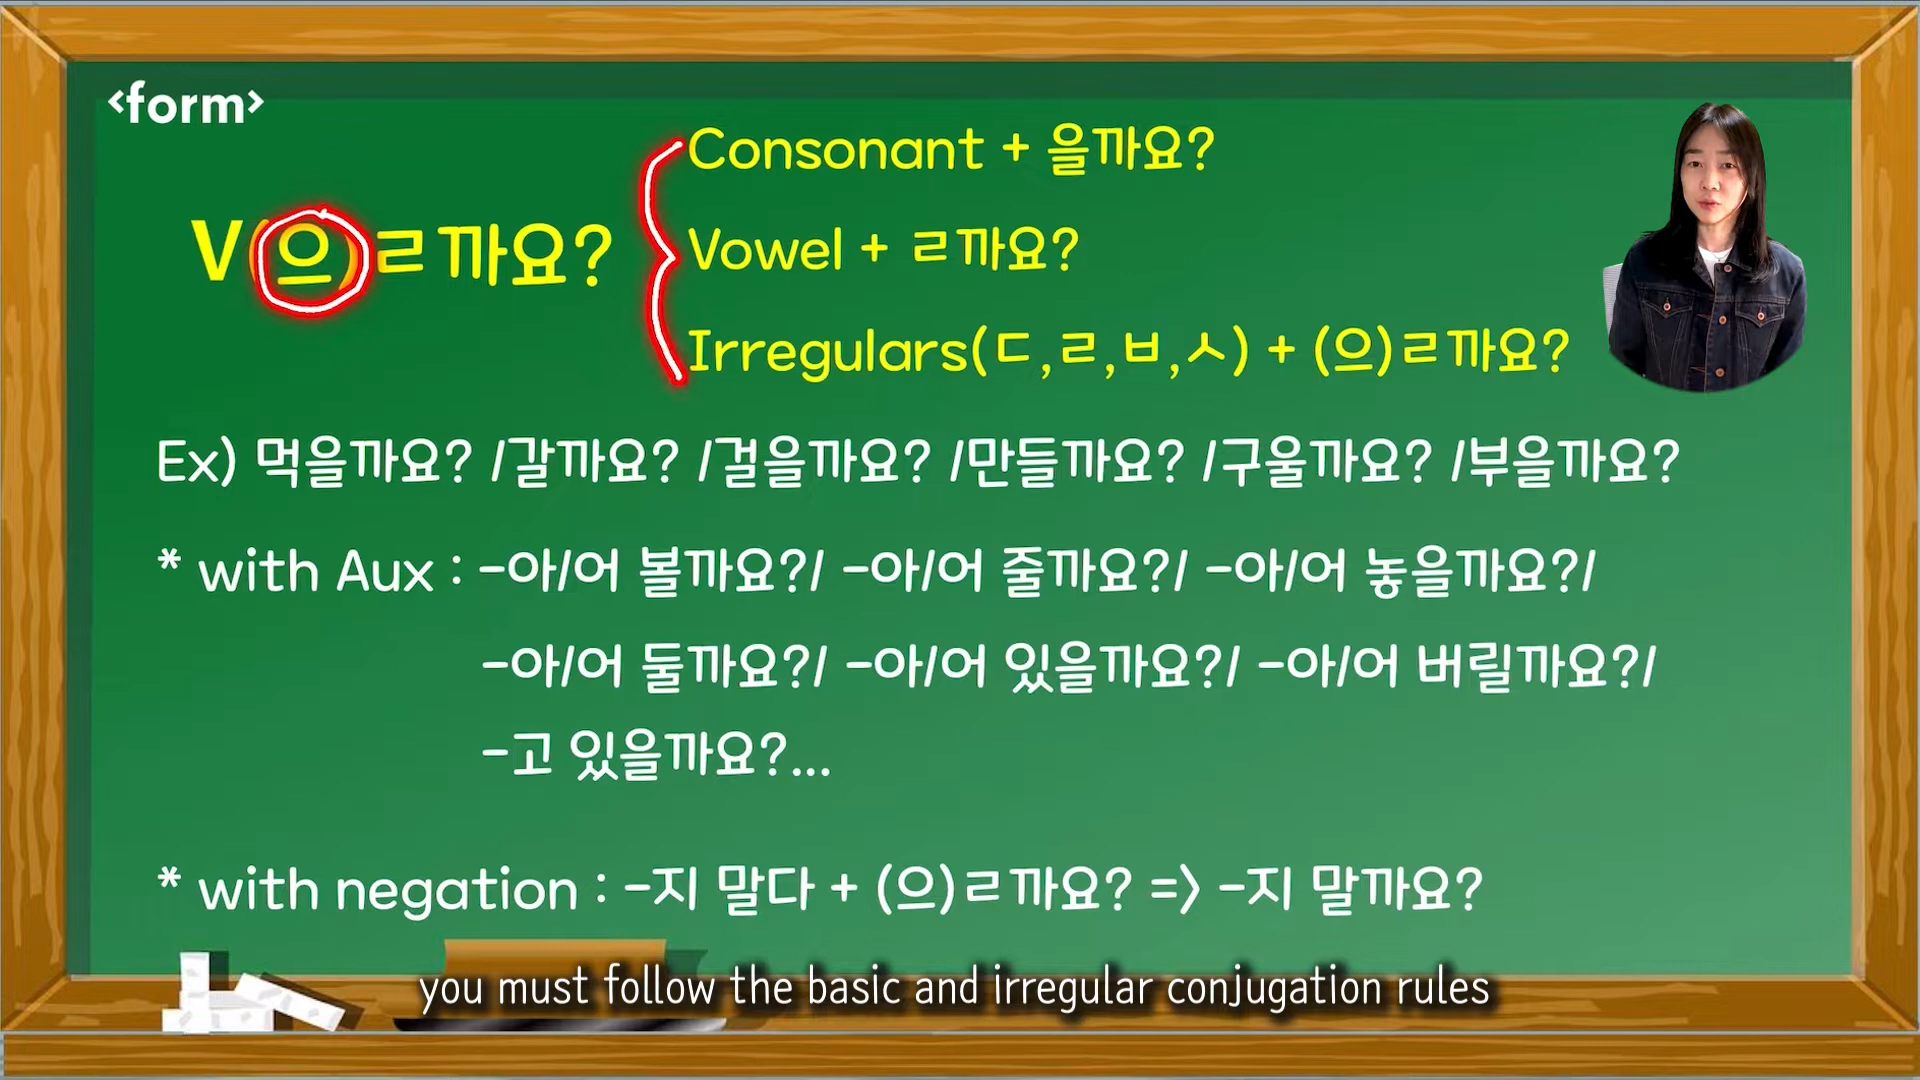 <form>
V(으)ㄹ까요?
Consonant + 을까요?
Vowel + ㄹ까요?
Irregulars(ㄷ,ㄹ,ㅂ,ㅅ) + (으)ㄹ까요?
Ex) 먹을까요? /갈까요? /걸을까요? /만들까요? /구울까요? /부을까요?
* with Aux : -아/어 볼까요?/ -아/어 줄까요?/ -아/어 놓을까요?/
-아/어 둘까요?/ -아/어 있을까요?/ -아/어 버릴까요?/
-고 있을까요?...
* with negation : -지 말다 + (으)ㄹ까요? => -지 말까요?
you must follow the basic and irregular conjugation rules